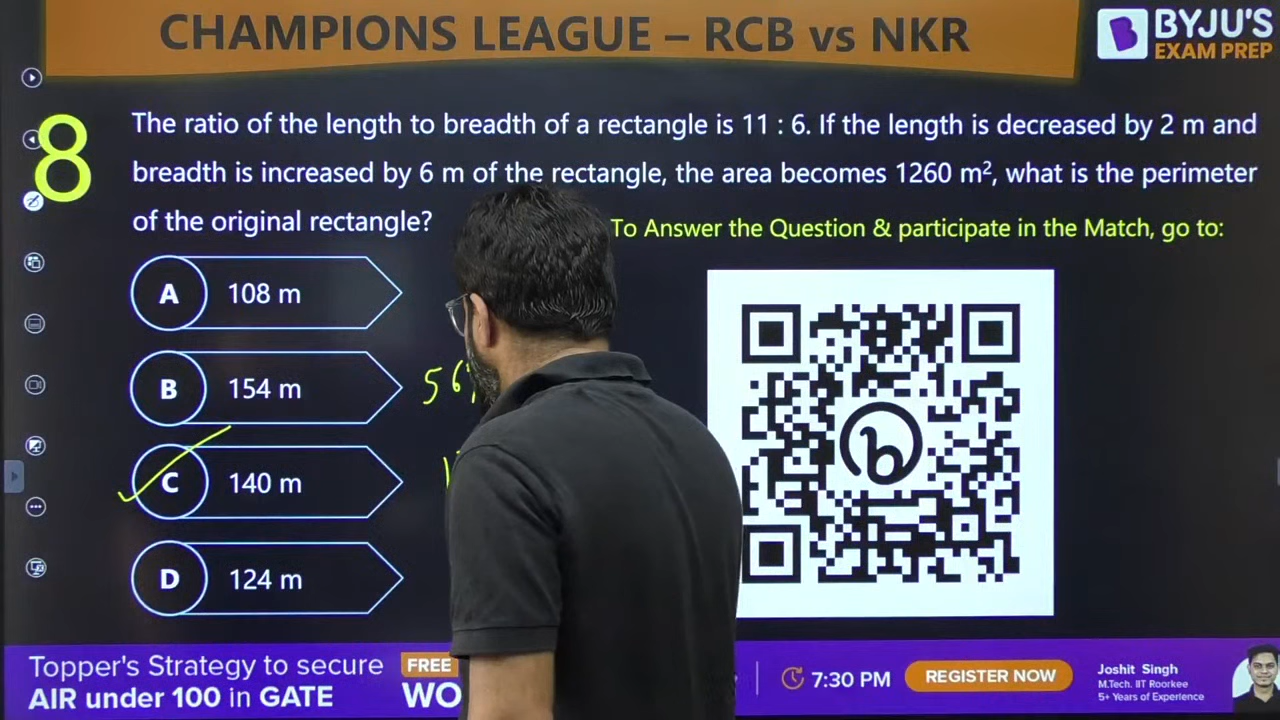 CHAMPIONS LEAGUE – RCB vs NKR
BYJU'S
EXAM PREP
8
The ratio of the length to breadth of a rectangle is 11 : 6. If the length is decreased by 2 m and
breadth is increased by 6 m of the rectangle, the area becomes 1260 m², what is the perimeter
of the original rectangle?
To Answer the Question & participate in the Match, go to:
A 108 m
B 154 m
C 140 m
D 124 m
56
b
Topper's Strategy to secure
AIR under 100 in GATE
FREE
WO
7:30 PM
REGISTER NOW
Joshit Singh
M.Tech. IIT Roorkee
5+ Years of Experience